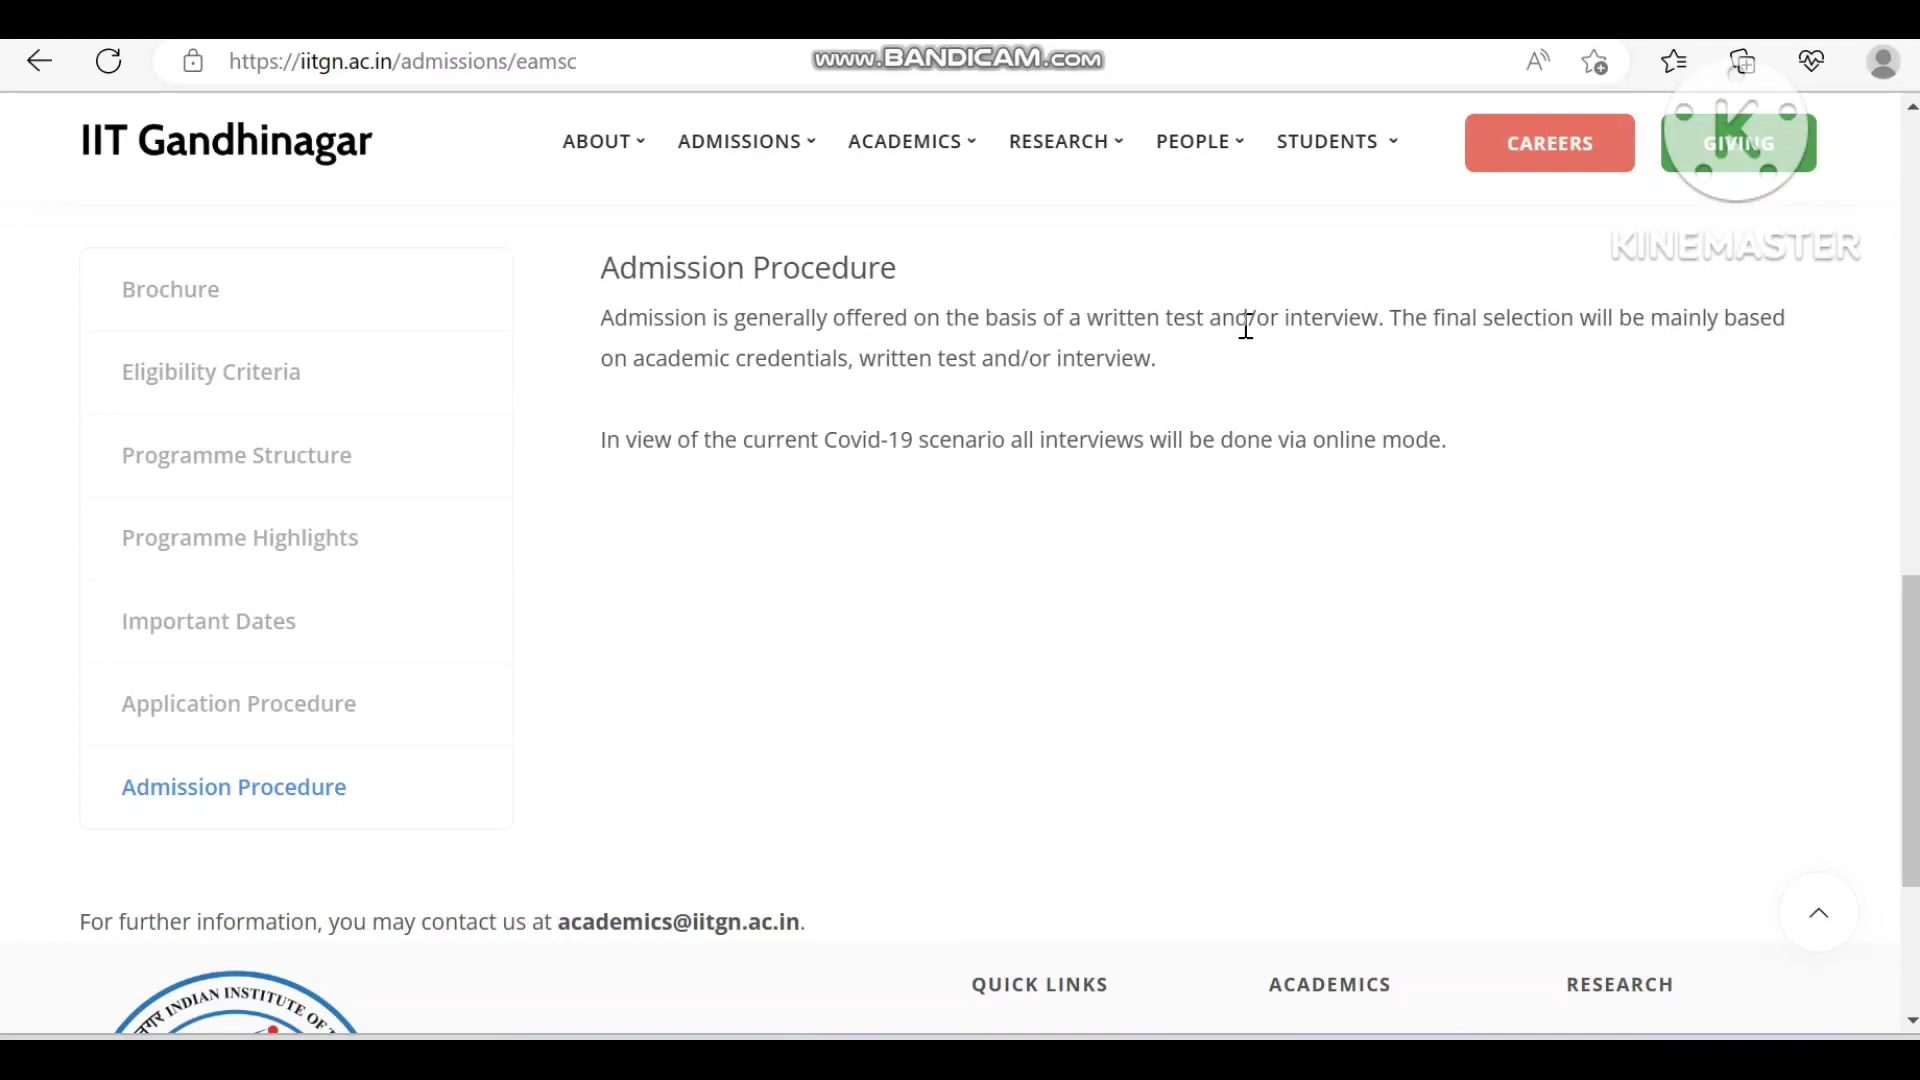 https://iitgn.ac.in/admissions/eamsc
www.BANDICAM.com
IIT Gandhinagar
ABOUT
ADMISSIONS
ACADEMICS
RESEARCH
PEOPLE
STUDENTS
CAREERS
GIVING
K
KINEMASTER
Brochure
Eligibility Criteria
Programme Structure
Programme Highlights
Important Dates
Application Procedure
Admission Procedure
Admission Procedure
Admission is generally offered on the basis of a written test and/or interview. The final selection will be mainly based
on academic credentials, written test and/or interview.
In view of the current Covid-19 scenario all interviews will be done via online mode.
For further information, you may contact us at academics@iitgn.ac.in.
INDIAN INSTITUTE OF
QUICK LINKS
ACADEMICS
RESEARCH